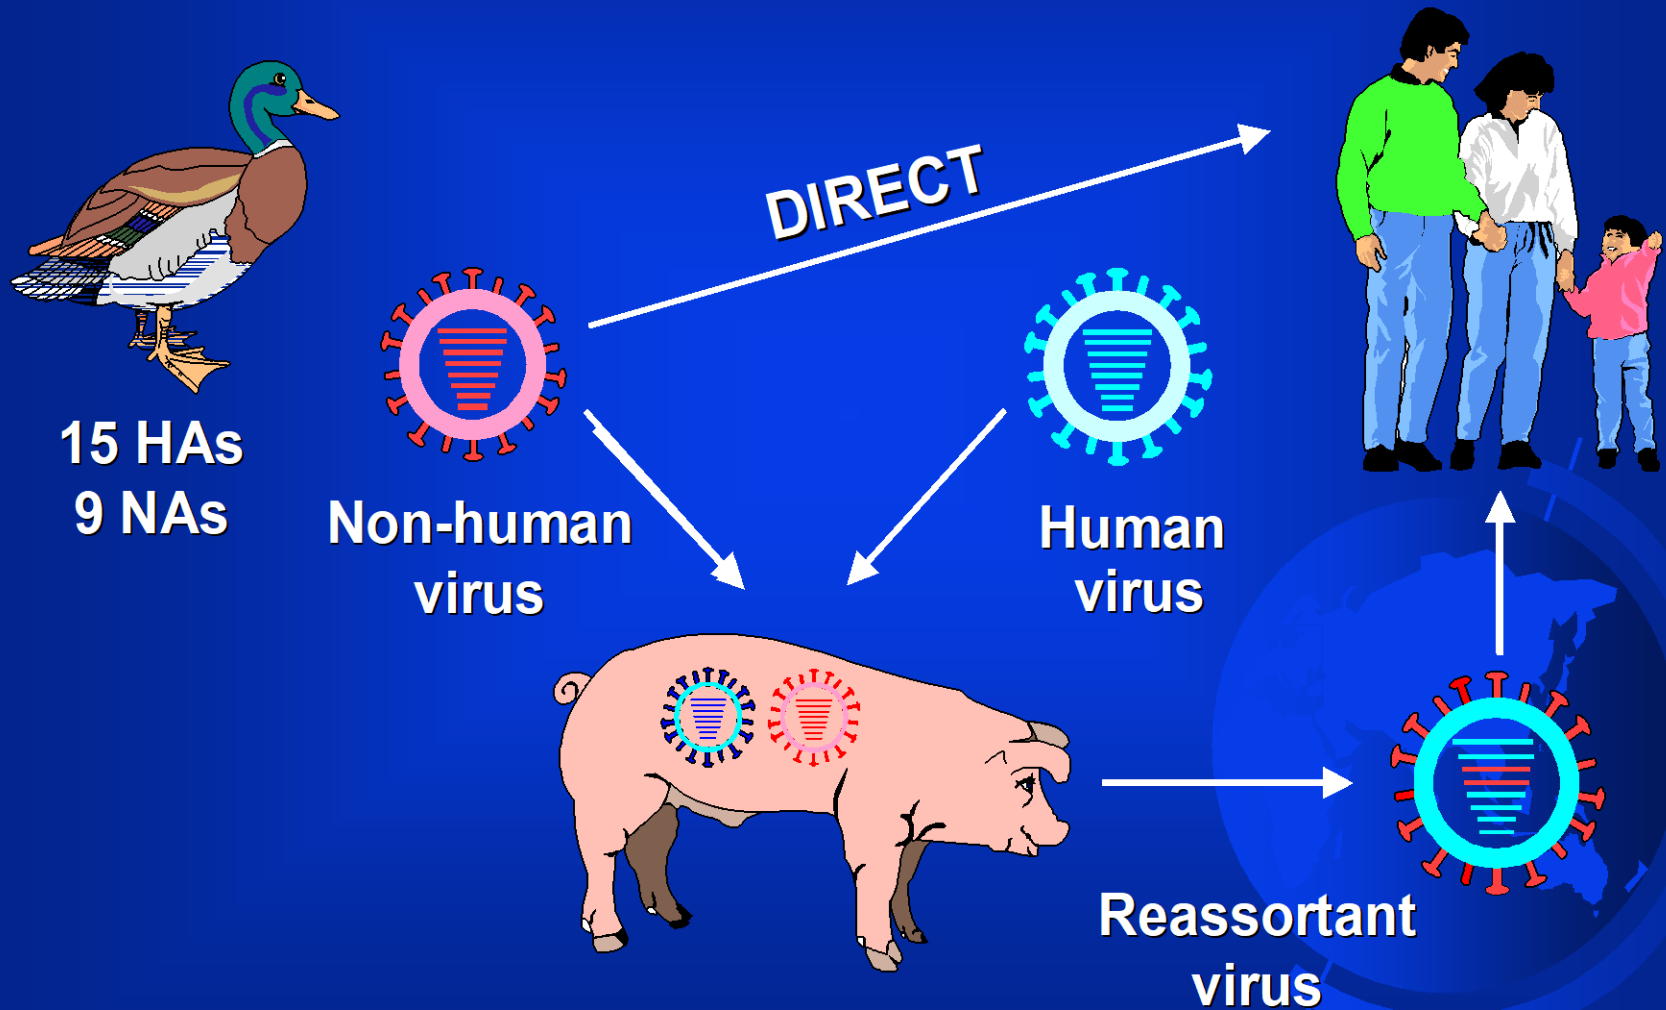 DIRECT
15 HAs
9 NAs
Non-human
virus
Human
virus
Reassortant
virus